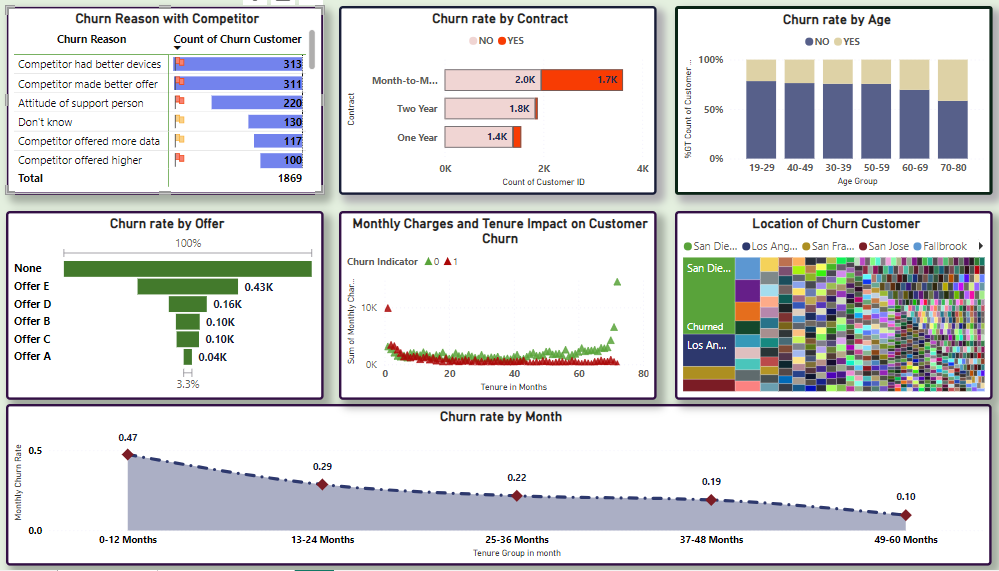 Churn Reason with Competitor
Churn Reason Count of Churn Customer
Competitor had better devices 313
Competitor made better offer 311
Attitude of support person 220
Don't know 130
Competitor offered more data 117
Competitor offered higher 100
Total 1869
Churn rate by Contract
NO YES
Contract
Month-to-M... 2.0K 1.7K
Two Year 1.8K
One Year 1.4K
0K 2K 4K
Count of Customer ID
Churn rate by Age
NO YES
%GT Count of Customer ...
100%
50%
0%
19-29 40-49 30-39 50-59 60-69 70-80
Age Group
Churn rate by Offer
100%
None
Offer E 0.43K
Offer D 0.16K
Offer B 0.10K
Offer C 0.10K
Offer A 0.04K
3.3%
Monthly Charges and Tenure Impact on Customer
Churn
Churn Indicator 0 1
Sum of Monthly Char...
10K
0K
0 20 40 60 80
Tenure in Months
Location of Churn Customer
San Die... Los Ang... San Fra... San Jose Fallbrook
San Die...
Churned
Los An...
Churn rate by Month
Monthly Churn Rate
0.5
0.0
0.47
0.29
0.22
0.19
0.10
0-12 Months 13-24 Months 25-36 Months 37-48 Months 49-60 Months
Tenure Group in month